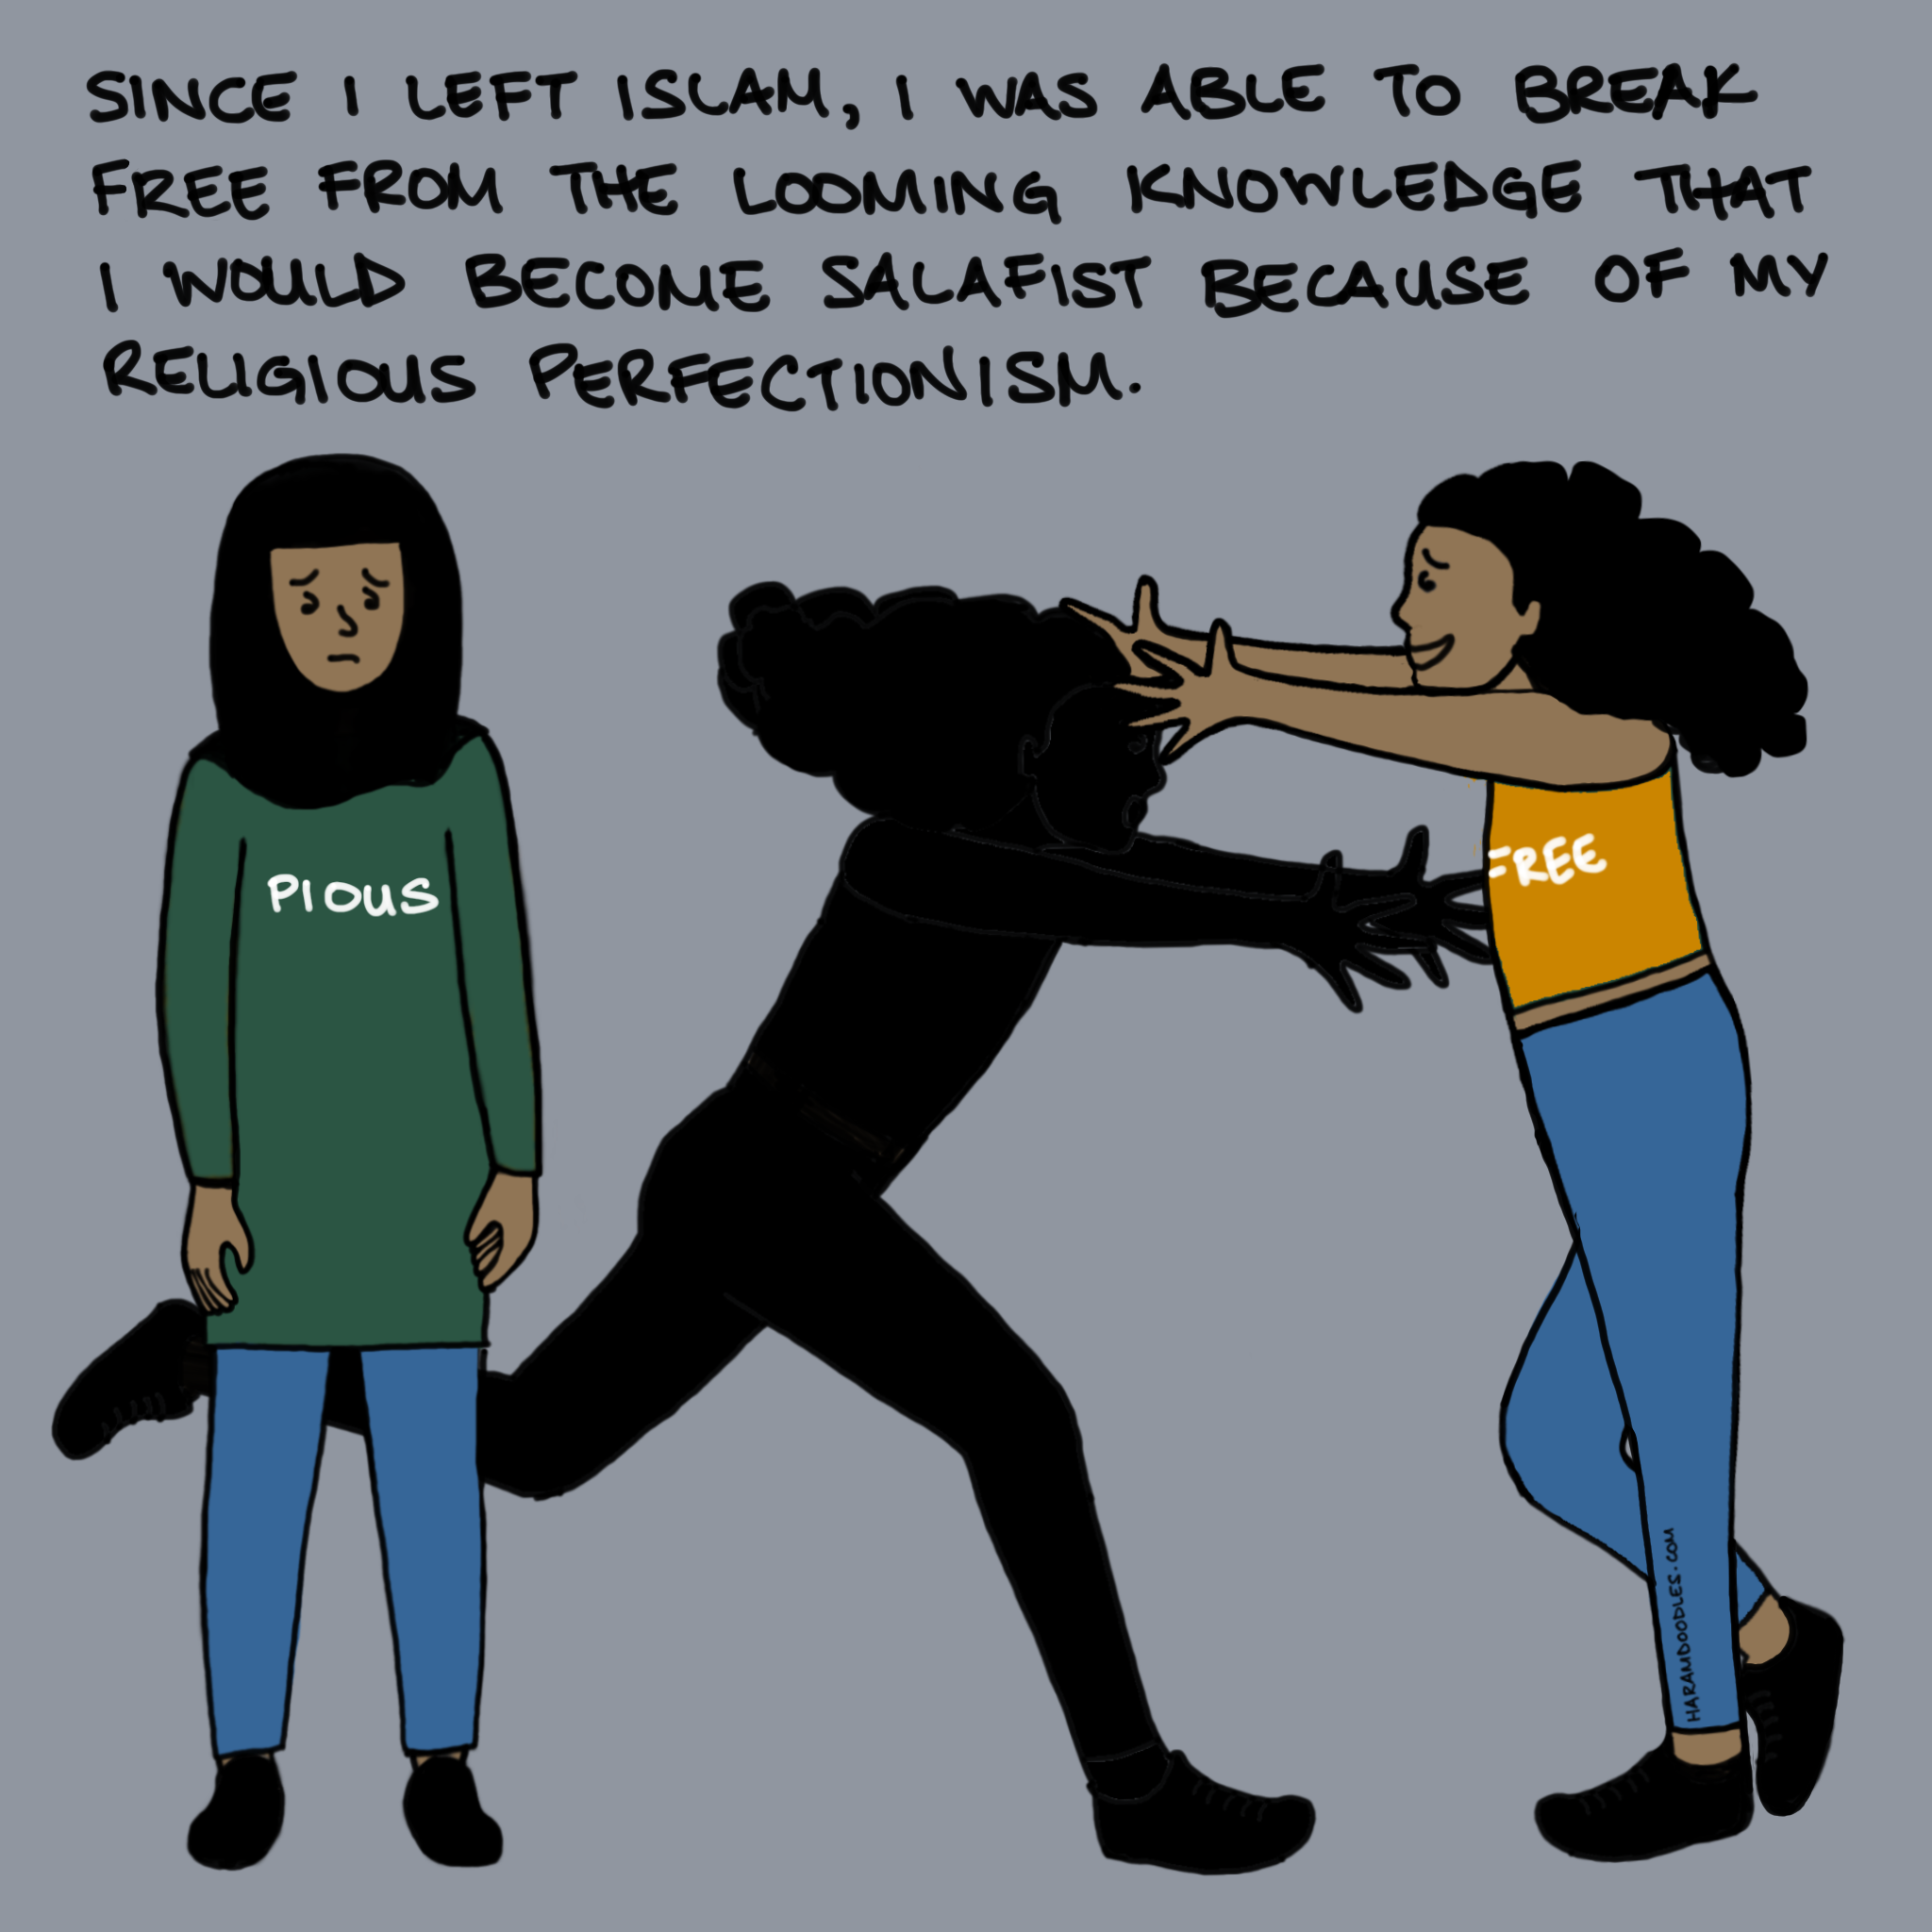 SINCE I LEFT ISLAM, I WAS ABLE TO BREAK
FREE FROM THE LOOMING KNOWLEDGE THAT
I WOULD BECOME SALAFIST BECAUSE OF MY
RELIGIOUS PERFECTIONISM.
PIOUS
FREE
HARAMDOODLES.COM